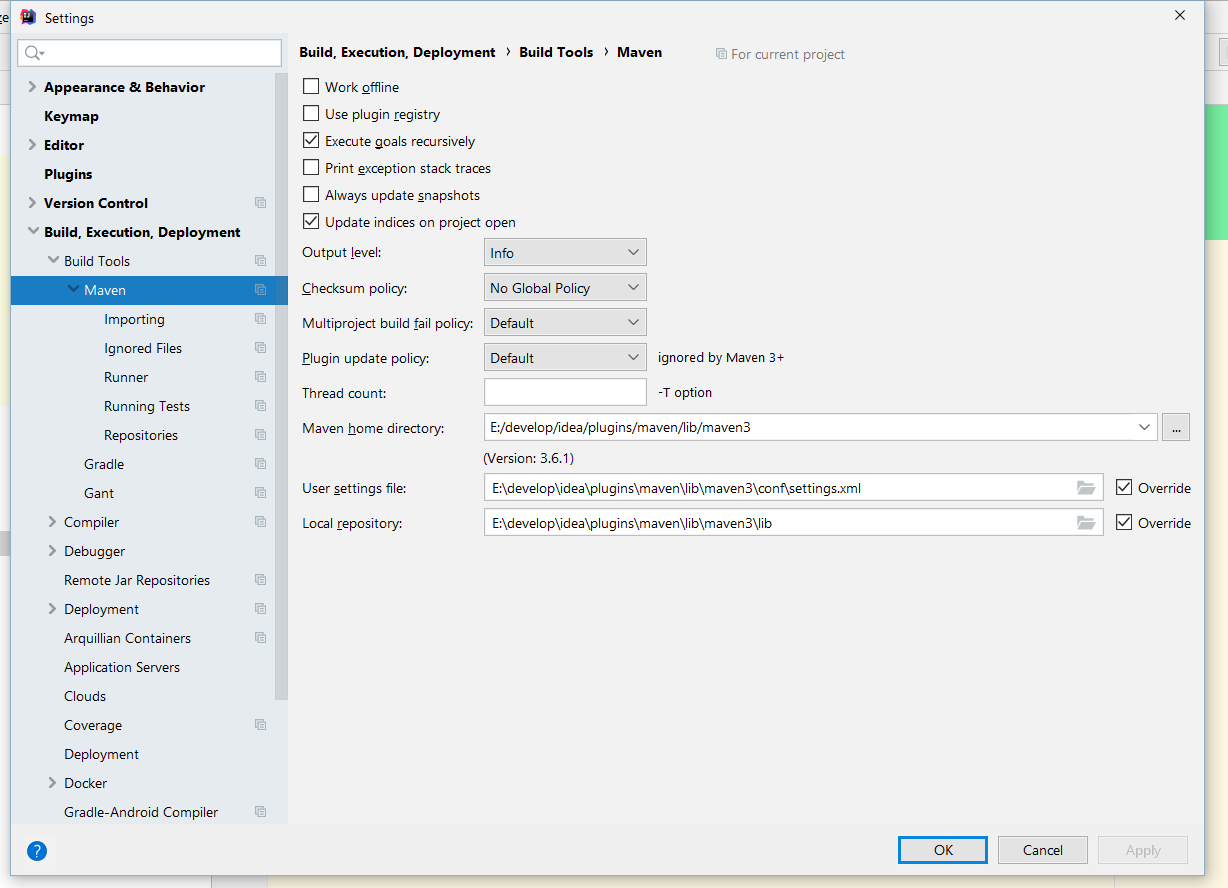 Settings
Appearance & Behavior
Keymap
Editor
Plugins
Version Control
Build, Execution, Deployment
Build Tools
Maven
Importing
Ignored Files
Runner
Running Tests
Repositories
Gradle
Gant
Compiler
Debugger
Remote Jar Repositories
Deployment
Arquillian Containers
Application Servers
Clouds
Coverage
Deployment
Docker
Gradle-Android Compiler
Build, Execution, Deployment › Build Tools › Maven For current project
Work offline
Use plugin registry
Execute goals recursively
Print exception stack traces
Always update snapshots
Update indices on project open
Output level: Info
Checksum policy: No Global Policy
Multiproject build fail policy: Default
Plugin update policy: Default ignored by Maven 3+
Thread count: -T option
Maven home directory: E:/develop/idea/plugins/maven/lib/maven3 ...
(Version: 3.6.1)
User settings file: E:\develop\idea\plugins\maven\lib\maven3\conf\settings.xml Override
Local repository: E:\develop\idea\plugins\maven\lib\maven3\lib Override
? OK Cancel Apply